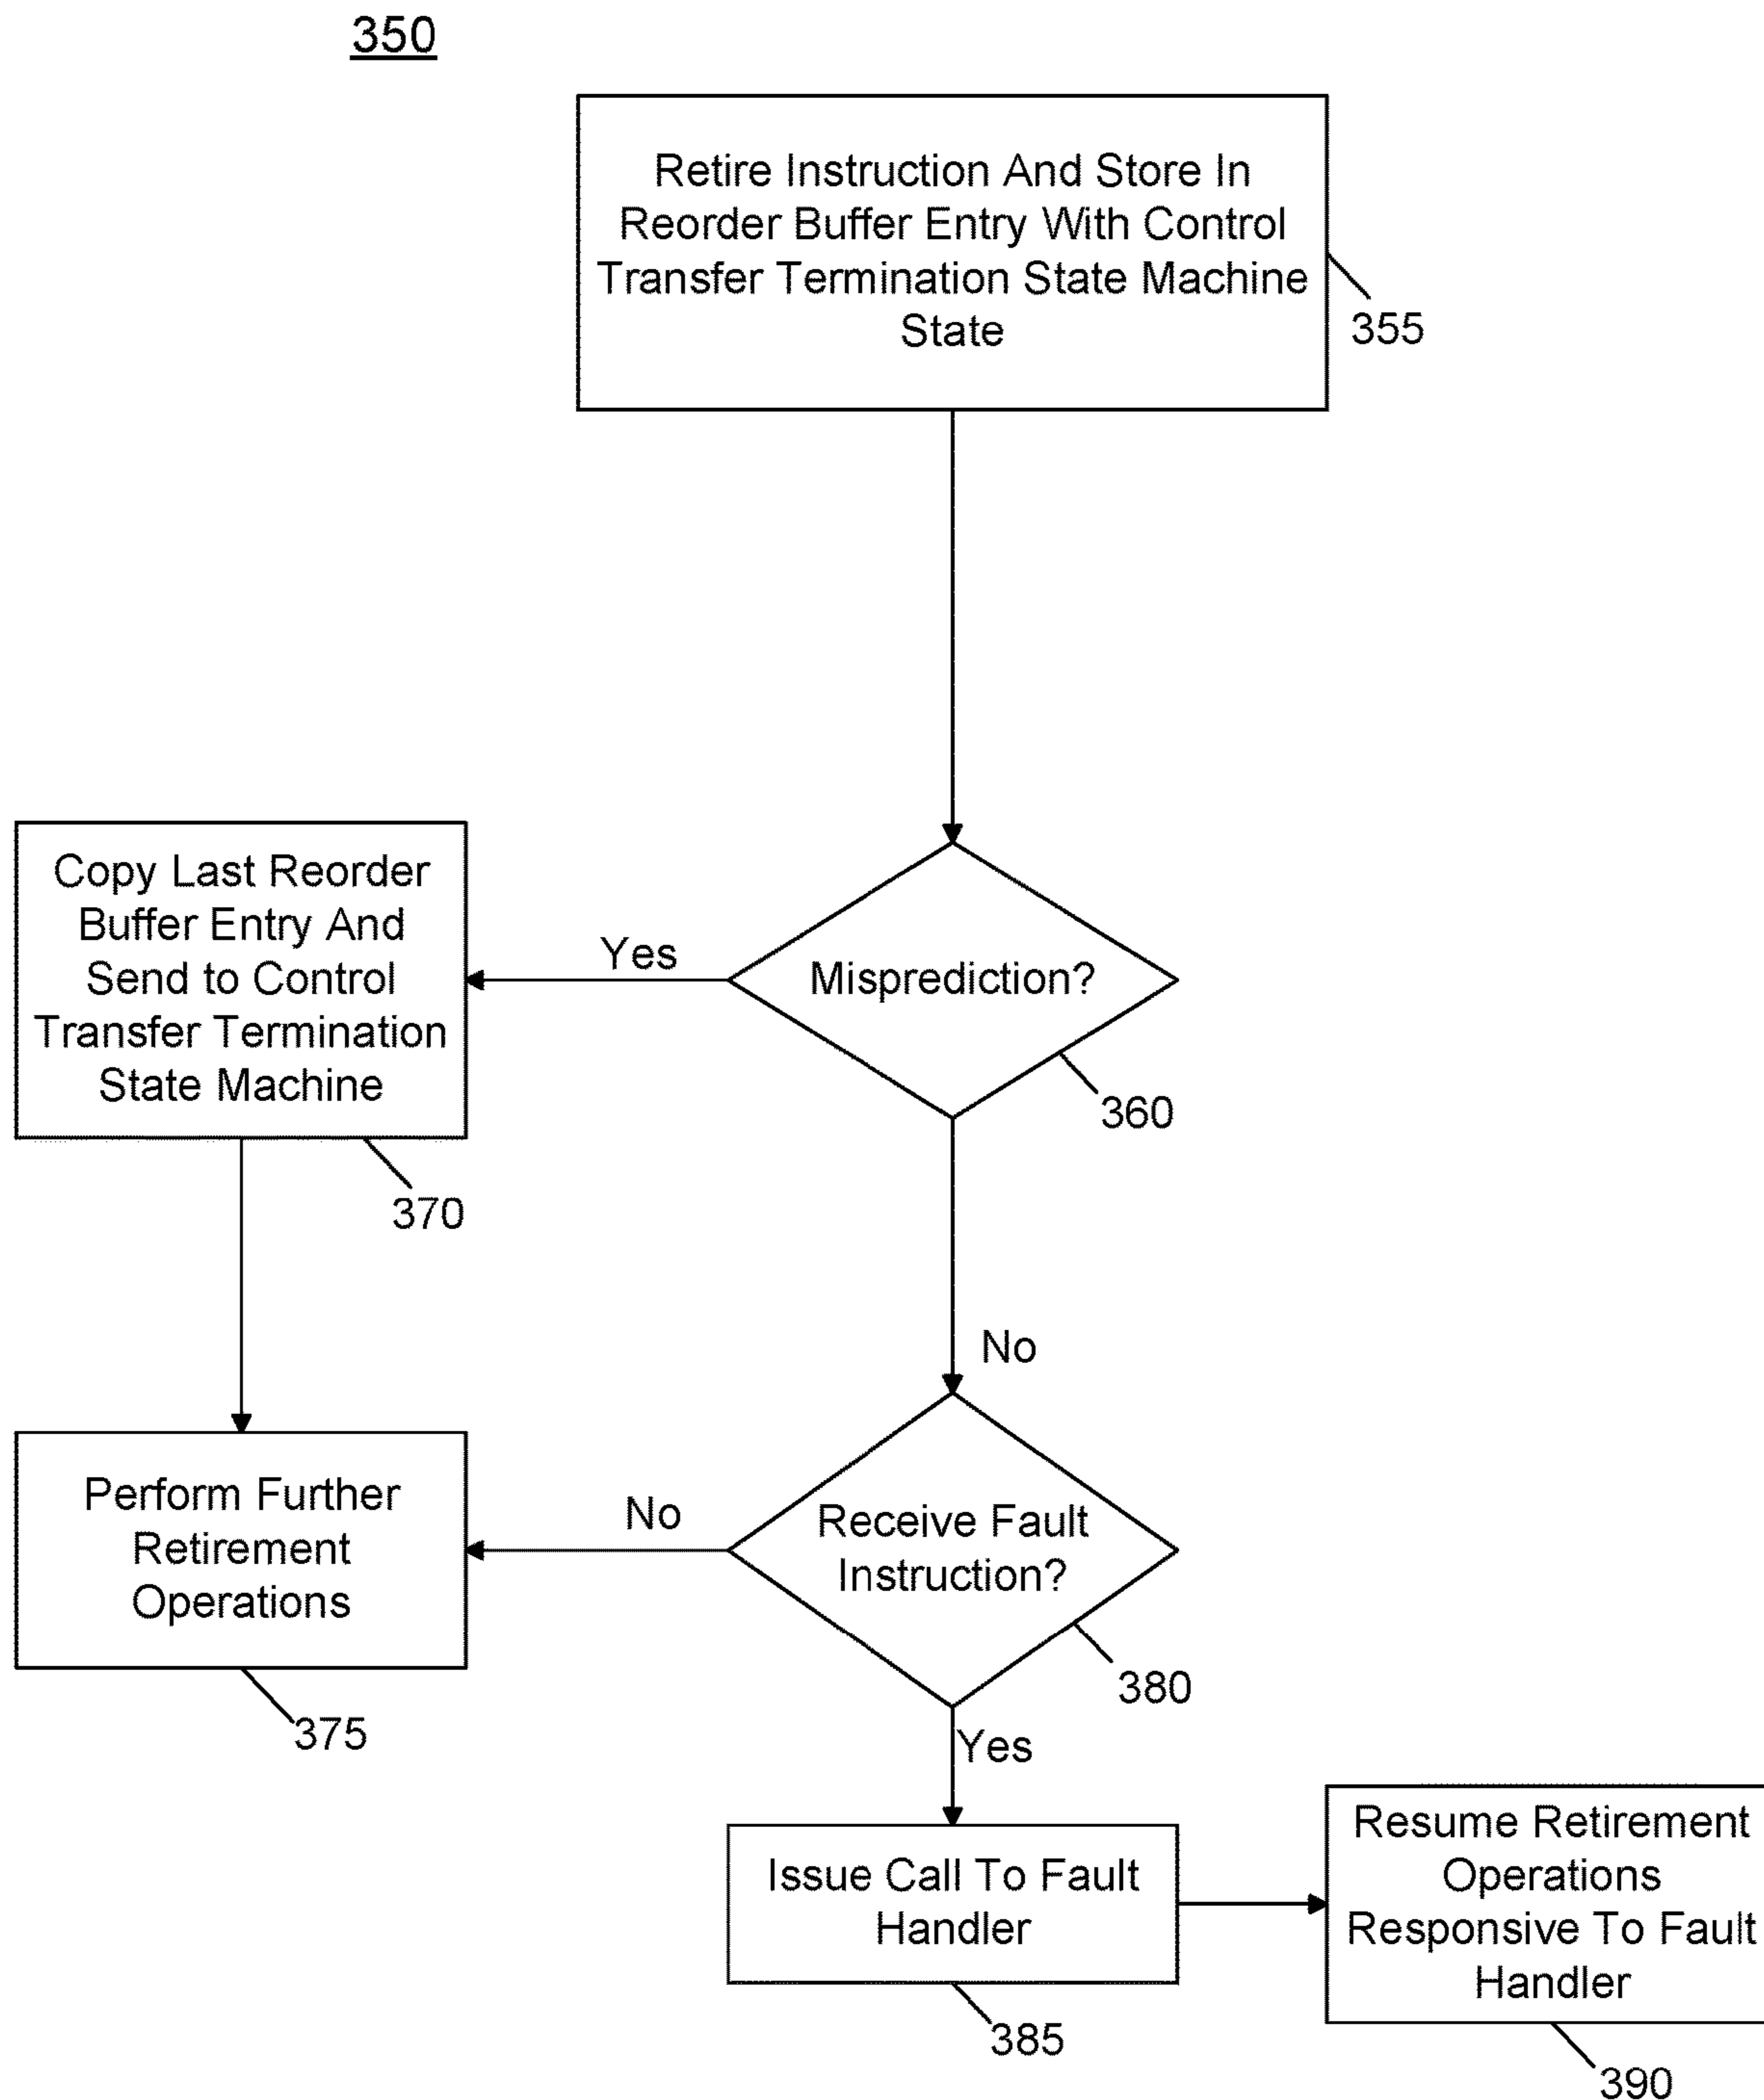 350
Retire Instruction And Store In
Reorder Buffer Entry With Control
Transfer Termination State Machine
State
355
Copy Last Reorder
Buffer Entry And
Send to Control
Transfer Termination
State Machine
370
Yes
Misprediction?
360
No
Perform Further
Retirement
Operations
375
No
Receive Fault
Instruction?
380
Yes
Issue Call To Fault
Handler
385
Resume Retirement
Operations
Responsive To Fault
Handler
390